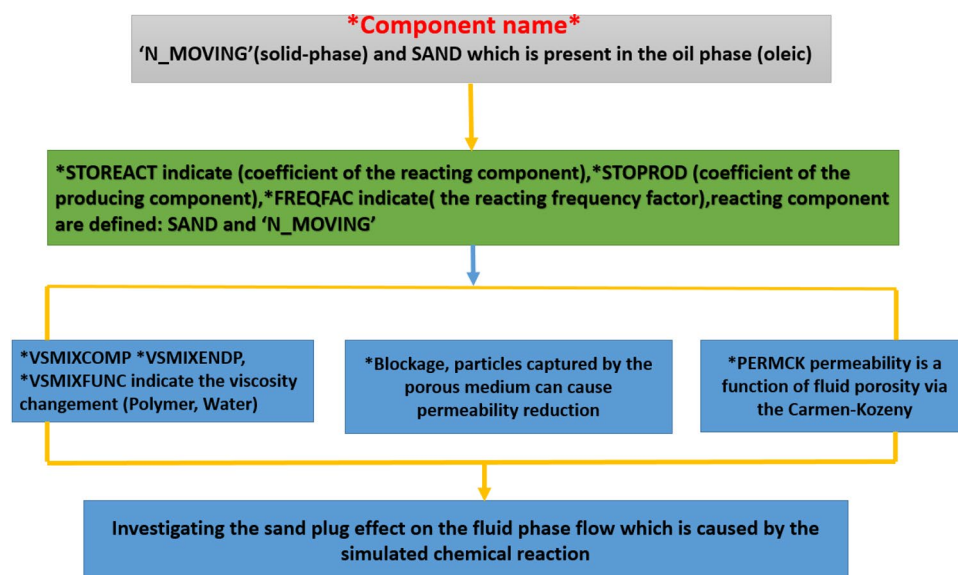 *Component name*
‘N_MOVING’(solid-phase) and SAND which is present in the oil phase (oleic)
*STOREACT indicate (coefficient of the reacting component),*STOPROD (coefficient of the
producing component),*FREQFAC indicate( the reacting frequency factor),reacting component
are defined: SAND and ‘N_MOVING’
*VSMIXCOMP *VSMIXENDP,
*VSMIXFUNC indicate the viscosity
changement (Polymer, Water)
*Blockage, particles captured by the
porous medium can cause
permeability reduction
*PERMCK permeability is a
function of fluid porosity via
the Carmen-Kozeny
Investigating the sand plug effect on the fluid phase flow which is caused by the
simulated chemical reaction